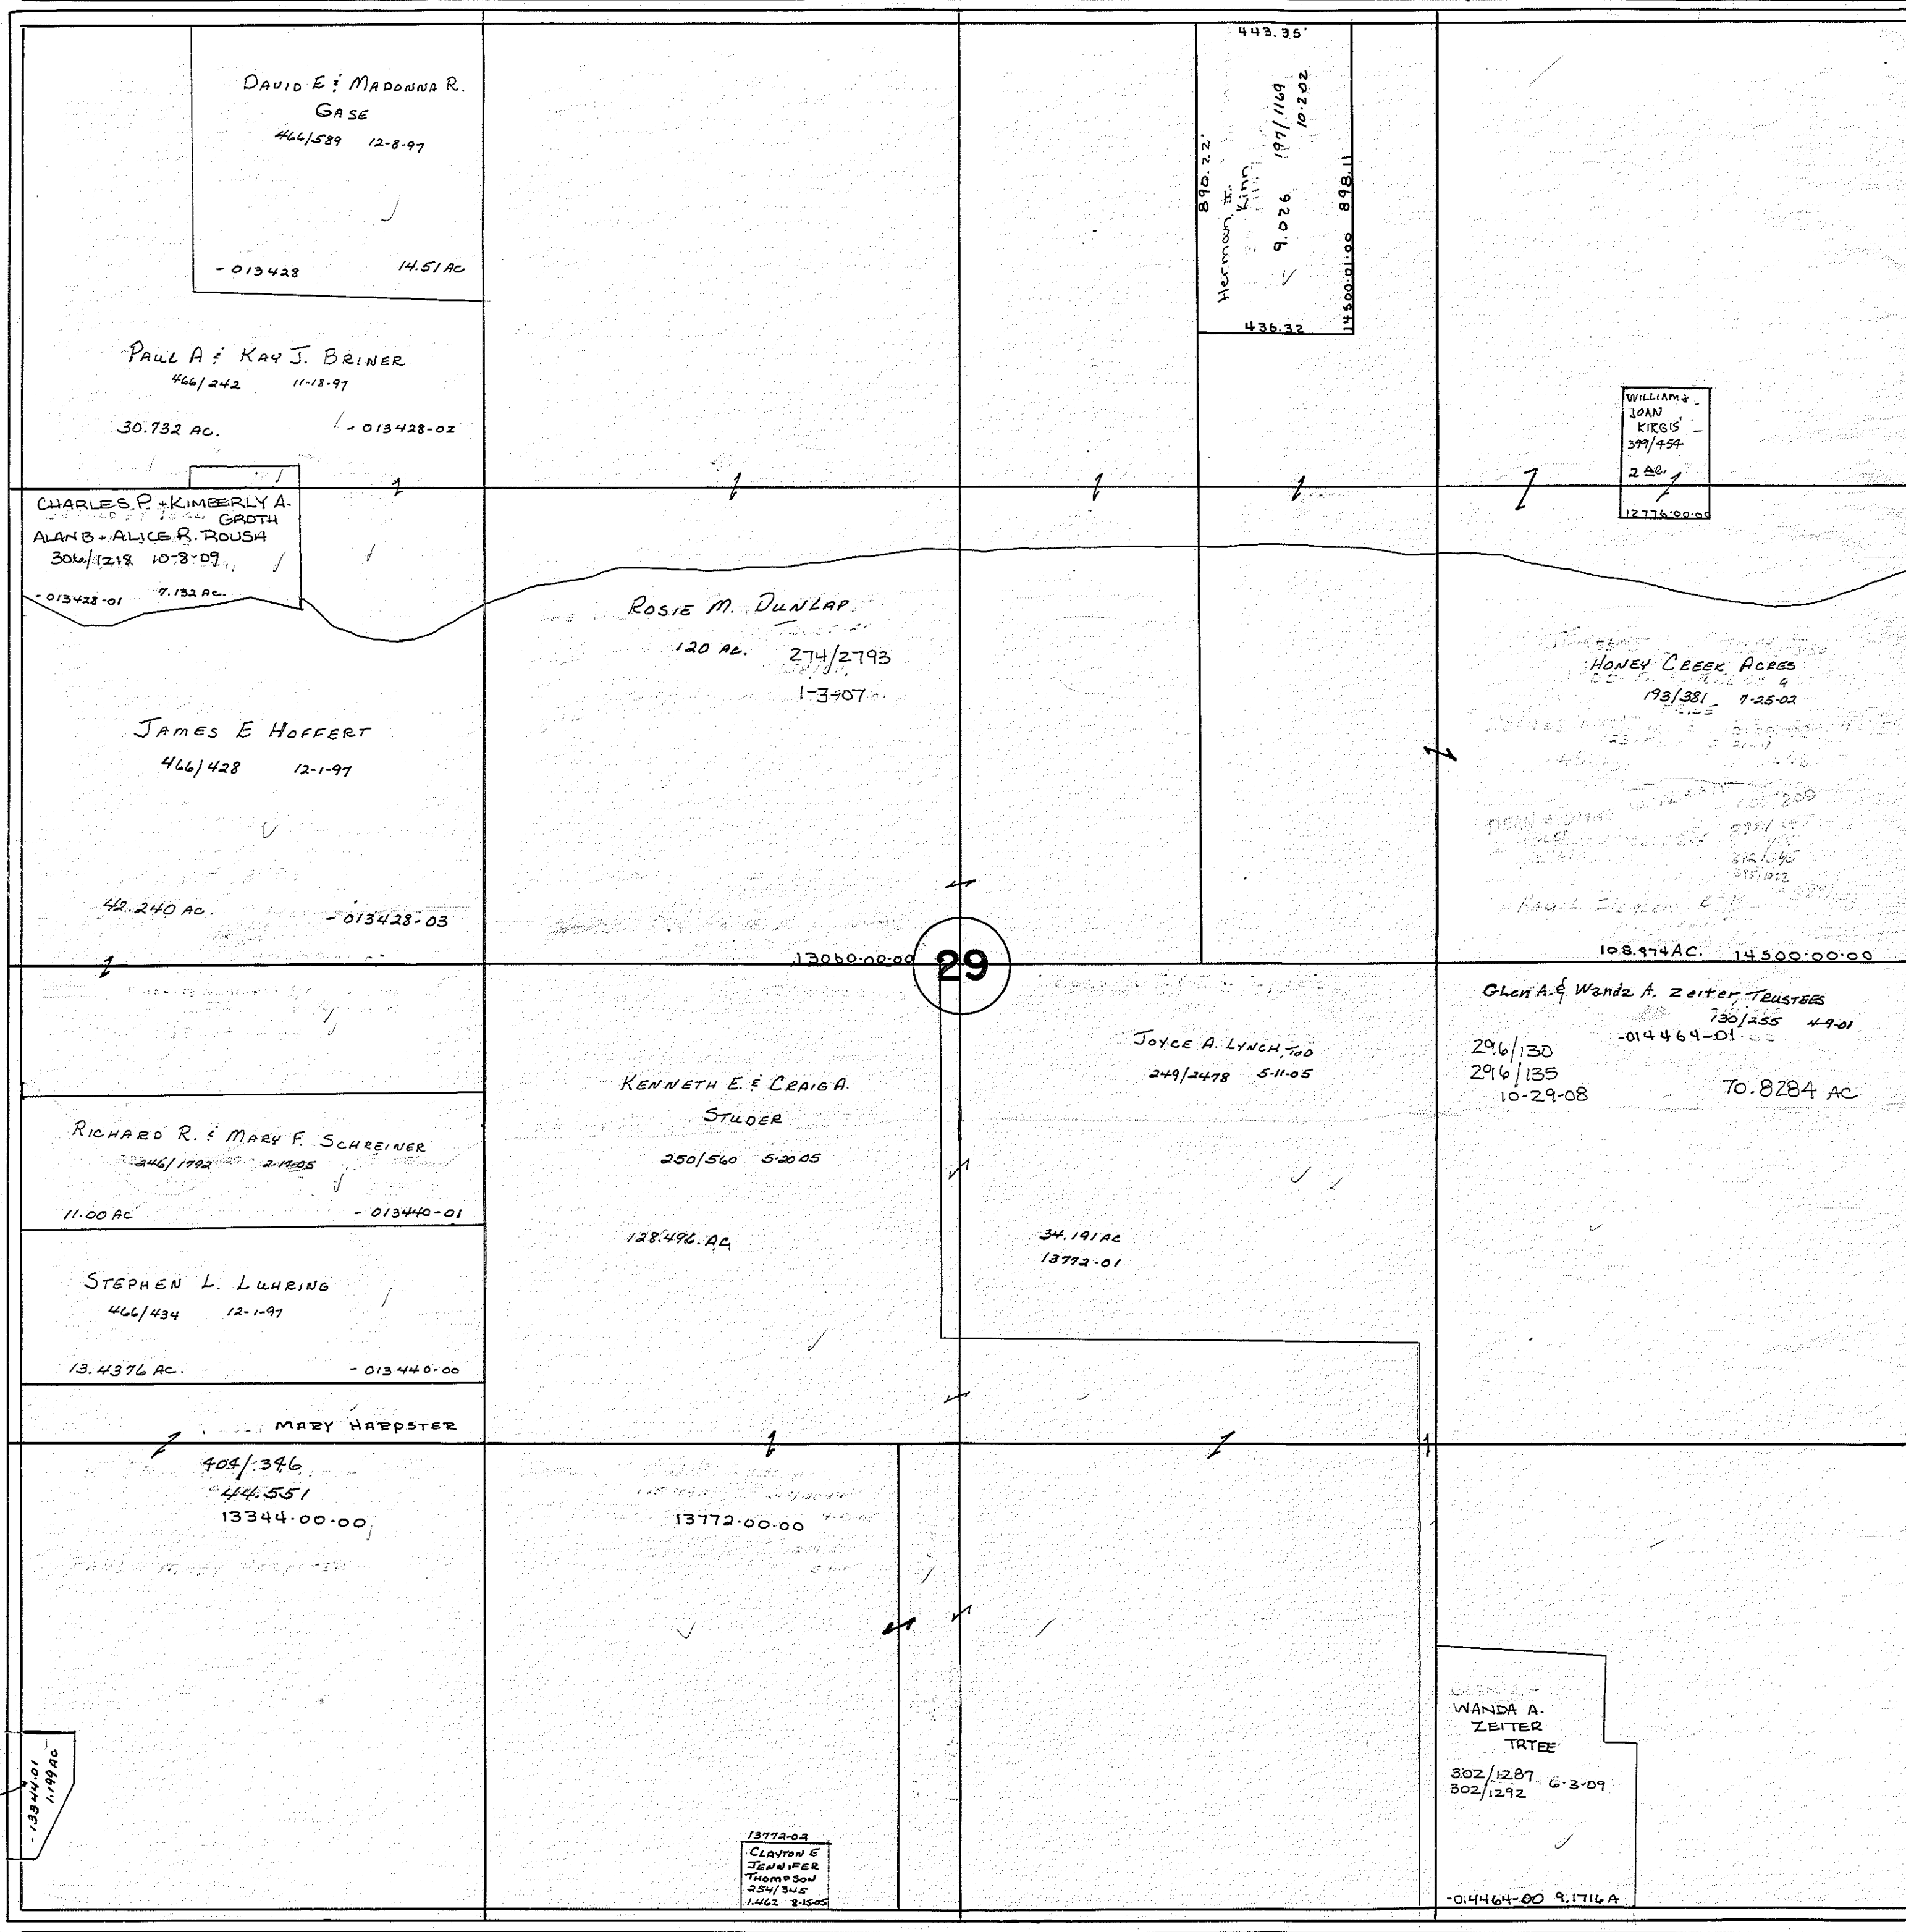 DAVID E & MADONNA R.
GASE
466/589 12-8-97
-013428 14.51 AC
PAUL A & KAY J. BRINER
466/242 11-18-97
30.732 AC. -013428-02
CHARLES P. + KIMBERLY A.
GROTH
ALAN B + ALICE R. ROUSH
306/1218 10-8-09
-013428-01 7.132 AC.
JAMES E HOFFERT
466/428 12-1-97
42.240 AC. -013428-03
RICHARD R. & MARY F. SCHREINER
246/1792 2-17-05
11.00 AC -013440-01
STEPHEN L. LUHRING
466/434 12-1-97
13.4376 AC. -013440-00
MARY HARPSTER
404/346
44.551
13344.00.00
-13344.01
1.199 AC
ROSIE M. DUNLAP
120 AC. 274/2793
1-3-07
13060.00.00
29
KENNETH E & CRAIG A.
STUDER
250/560 5-20-05
128.496 AC
13772.00.00
13772-02
CLAYTON E
JENNIFER
THOMPSON
254/345
1.462 8-15-05
443.35'
890.22'
Herman J.
Kinn
9.026 191/1169
10-2-02
14500.01.00 898.11
436.32
JOYCE A. LYNCH, TOD
249/2478 5-11-05
34.191 AC
13772-01
WILLIAM &
JOAN
KIRGIS
399/454
2 AC.
12776.00.00
HONEY CREEK ACRES
193/381 7-25-02
108.974 AC. 14500.00.00
Glen A. & Wanda A. Zeiter, TRUSTEES
130/255 4-9-01
-014464-01
296/130
296/135
10-29-08 70.8284 AC
WANDA A.
ZEITER
TRTEE
302/1287 6-3-09
302/1292
-014464-00 9.1716 A